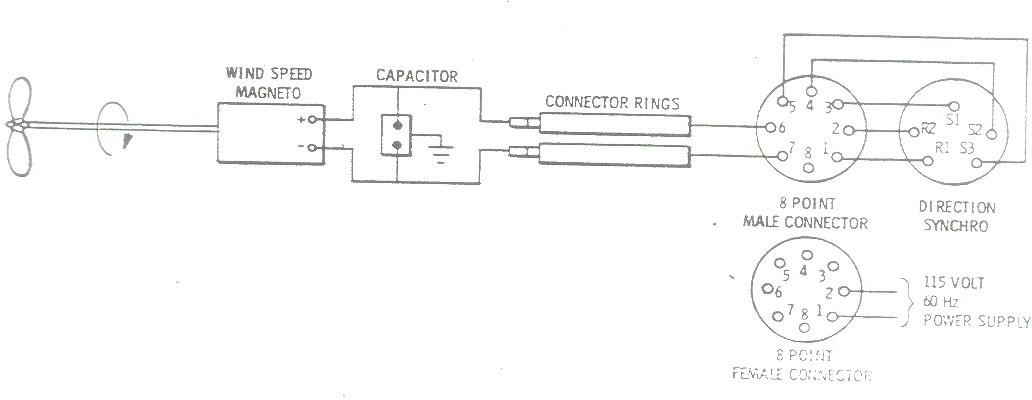 WIND SPEED
MAGNETO
+
-
CAPACITOR
CONNECTOR RINGS
5 4 3
6 2
7 8 1
8 POINT
MALE CONNECTOR
S1
R2 S2
R1 S3
DIRECTION
SYNCHRO
5 4 3
6 2
7 8 1
115 VOLT
60 Hz
POWER SUPPLY
8 POINT
FEMALE CONNECTOR